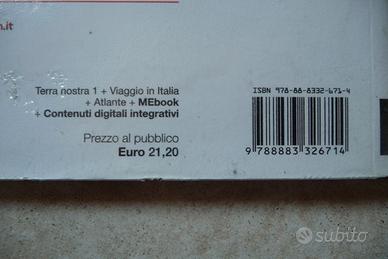 n.it
Terra nostra 1 + Viaggio in Italia
+ Atlante + MEbook
+ Contenuti digitali integrativi
Prezzo al pubblico
Euro 21,20
ISBN 978-88-8332-671-4
9 788883 326714
subito